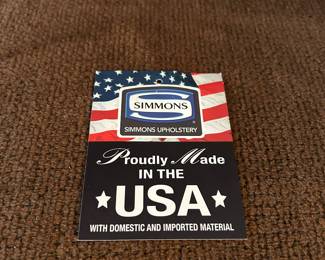 SIMMONS
SIMMONS UPHOLSTERY
Proudly Made
IN THE
USA
WITH DOMESTIC AND IMPORTED MATERIAL